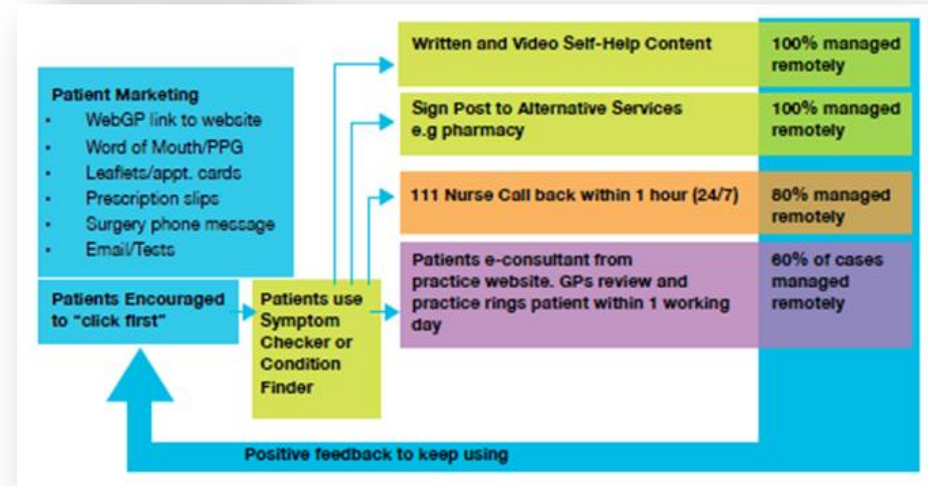 Patient Marketing
• WebGP link to website
• Word of Mouth/PPG
• Leaflets/appt. cards
• Prescription slips
• Surgery phone message
• Email/Tests
Patients Encouraged
to "click first"
Patients use
Symptom
Checker or
Condition
Finder
Written and Video Self-Help Content
100% managed
remotely
Sign Post to Alternative Services
e.g pharmacy
100% managed
remotely
111 Nurse Call back within 1 hour (24/7)
80% managed
remotely
Patients e-consultant from
practice website. GPs review and
practice rings patient within 1 working
day
60% of cases
managed
remotely
Positive feedback to keep using